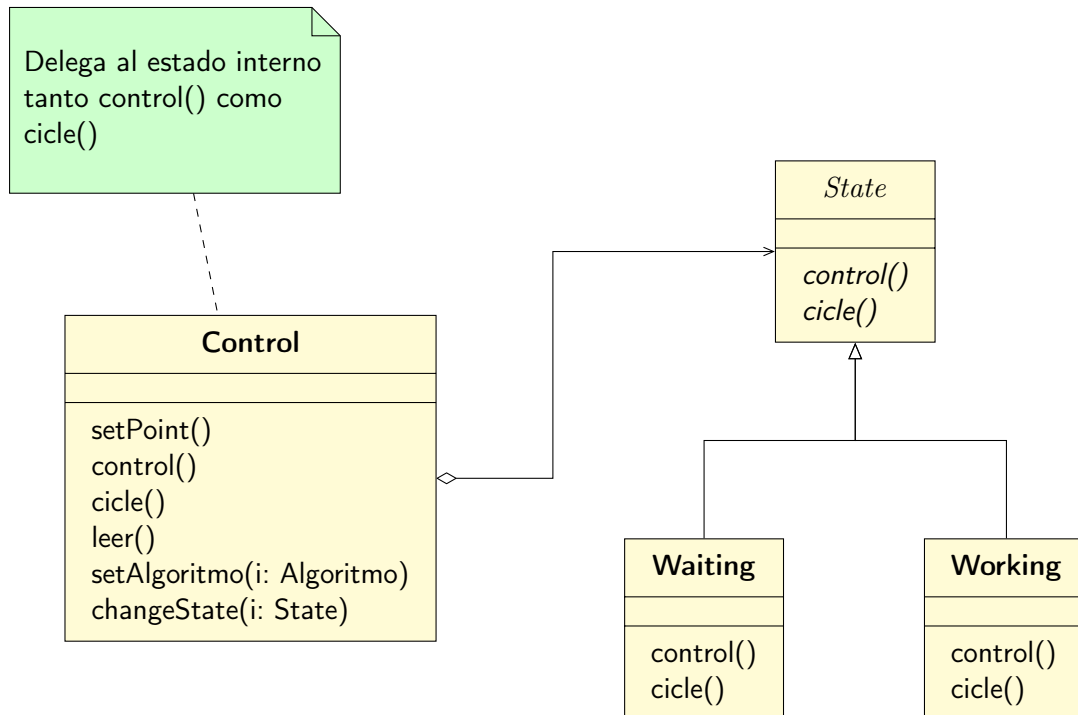 Delega al estado interno
tanto control() como
cicle()
State
control()
cicle()
Control
setPoint()
control()
cicle()
leer()
setAlgoritmo(i: Algoritmo)
changeState(i: State)
Waiting
control()
cicle()
Working
control()
cicle()